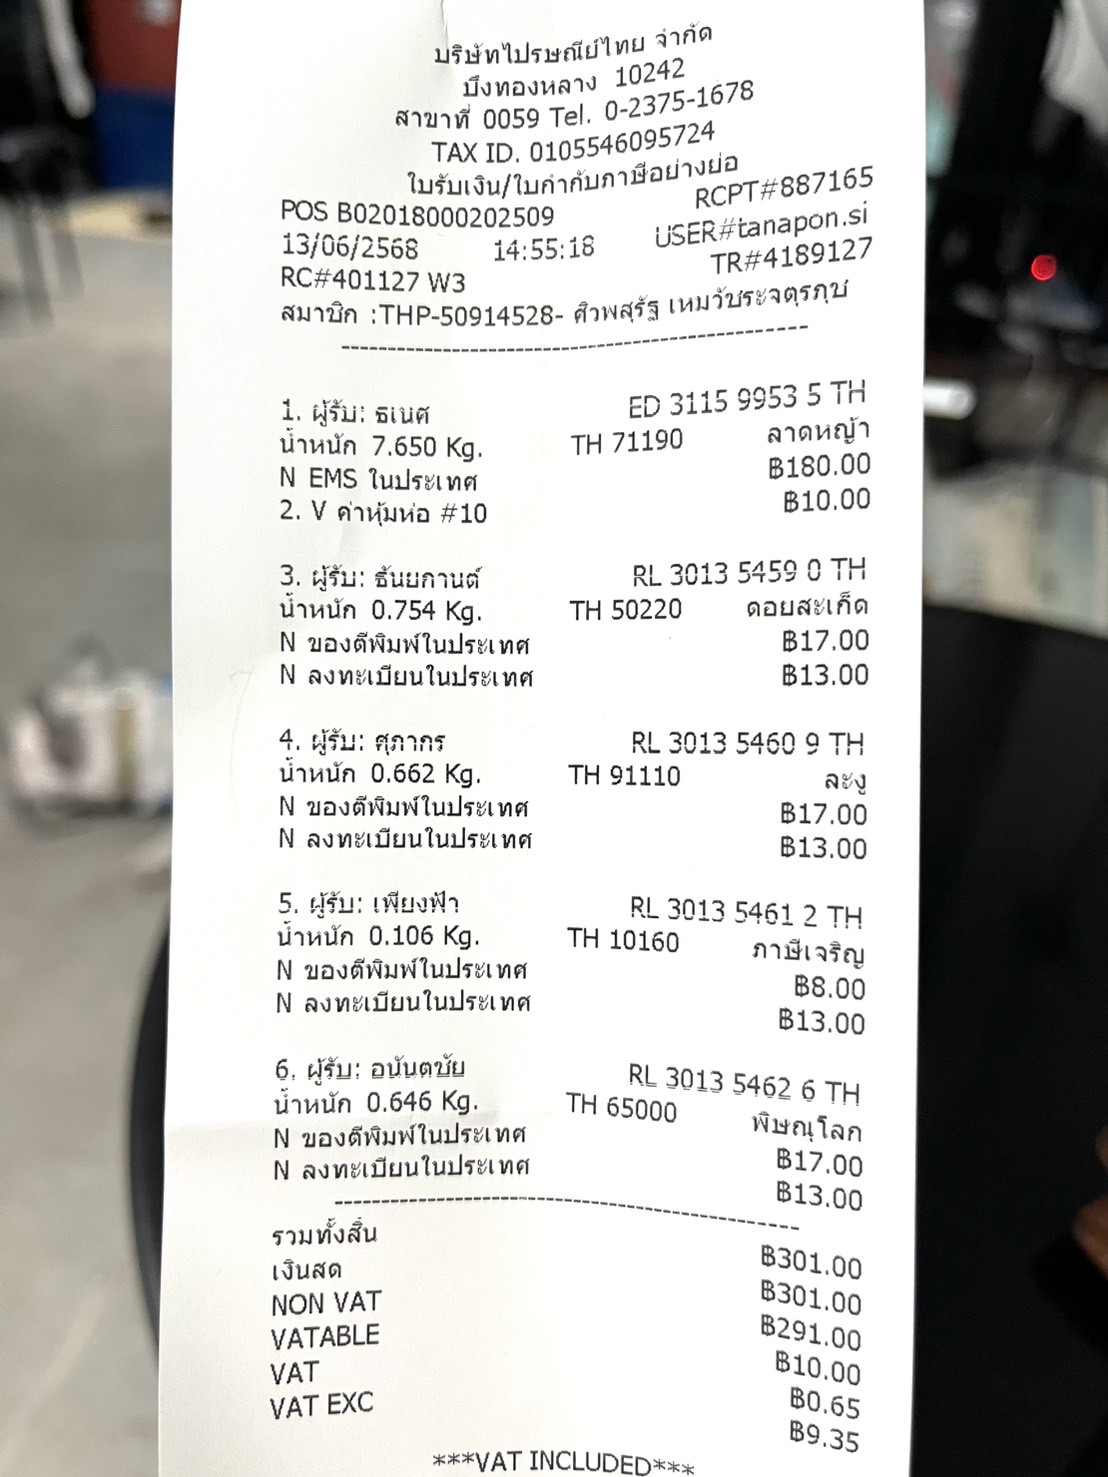 บริษัทไปรษณีย์ไทย จำกัด
บึงทองหลาง 10242
สาขาที่ 0059 Tel. 0-2375-1678
TAX ID. 0105546095724
ใบรับเงิน/ใบกำกับภาษีอย่างย่อ
POS B02018000202509 RCPT#887165
13/06/2568 14:55:18 USER#tanapon.si
RC#401127 W3 TR#4189127
สมาชิก :THP-50914528- ศิวพสุรัฐ เหมวัชระจตุรภุช
1. ผู้รับ: ธเนศ ED 3115 9953 5 TH
น้ำหนัก 7.650 Kg. TH 71190 ลาดหญ้า
N EMS ในประเทศ ฿180.00
2. V ค่าหุ้มห่อ #10 ฿10.00
3. ผู้รับ: ธันยกานต์ RL 3013 5459 0 TH
น้ำหนัก 0.754 Kg. TH 50220 ดอยสะเก็ด
N ของตีพิมพ์ในประเทศ ฿17.00
N ลงทะเบียนในประเทศ ฿13.00
4. ผู้รับ: ศุภากร RL 3013 5460 9 TH
น้ำหนัก 0.662 Kg. TH 91110 ละงู
N ของตีพิมพ์ในประเทศ ฿17.00
N ลงทะเบียนในประเทศ ฿13.00
5. ผู้รับ: เพียงฟ้า RL 3013 5461 2 TH
น้ำหนัก 0.106 Kg. TH 10160 ภาษีเจริญ
N ของตีพิมพ์ในประเทศ ฿8.00
N ลงทะเบียนในประเทศ ฿13.00
6. ผู้รับ: อนันตชัย RL 3013 5462 6 TH
น้ำหนัก 0.646 Kg. TH 65000 พิษณุโลก
N ของตีพิมพ์ในประเทศ ฿17.00
N ลงทะเบียนในประเทศ ฿13.00
รวมทั้งสิ้น ฿301.00
เงินสด ฿301.00
NON VAT ฿291.00
VATABLE ฿10.00
VAT ฿0.65
VAT EXC ฿9.35
***VAT INCLUDED***